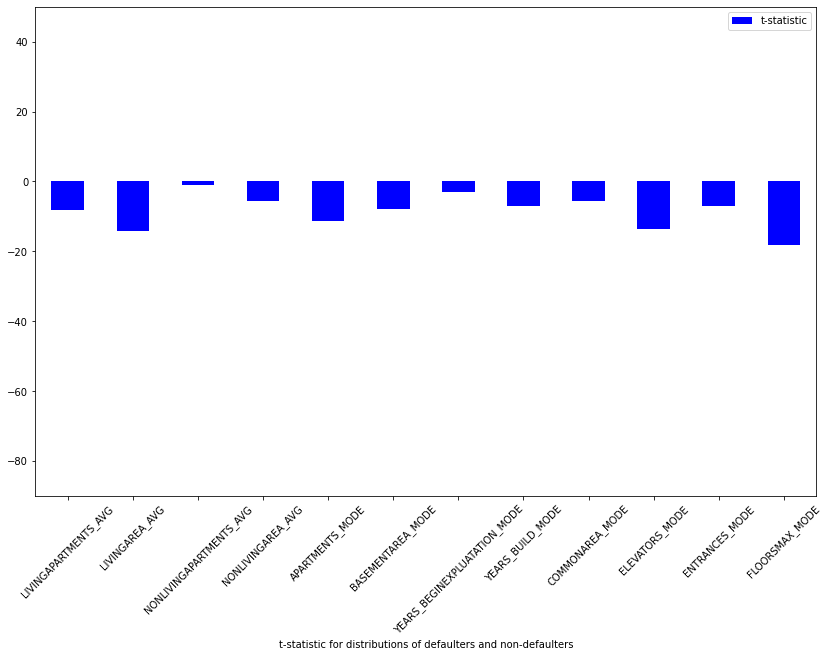 t-statistic
40
20
0
−20
−40
−60
−80
LIVINGAPARTMENTS_AVG
LIVINGAREA_AVG
NONLIVINGAPARTMENTS_AVG
NONLIVINGAREA_AVG
APARTMENTS_MODE
BASEMENTAREA_MODE
YEARS_BEGINEXPLUATATION_MODE
YEARS_BUILD_MODE
COMMONAREA_MODE
ELEVATORS_MODE
ENTRANCES_MODE
FLOORSMAX_MODE
t-statistic for distributions of defaulters and non-defaulters